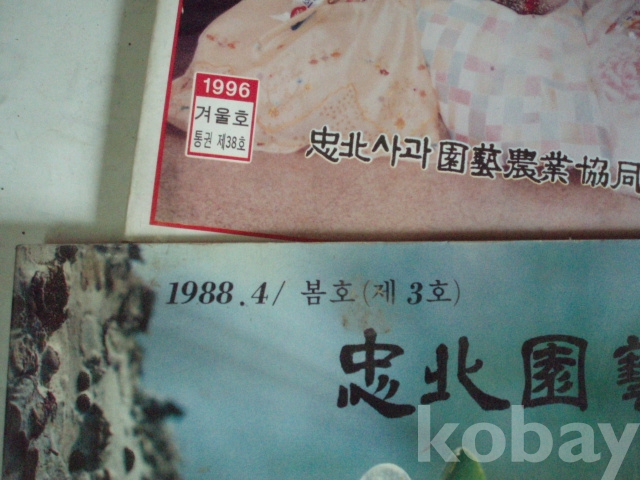 1996
겨울호
통권 제38호
忠北사과園藝農業協同
1988.4/ 봄호(제 3호)
忠北園藝
kobay